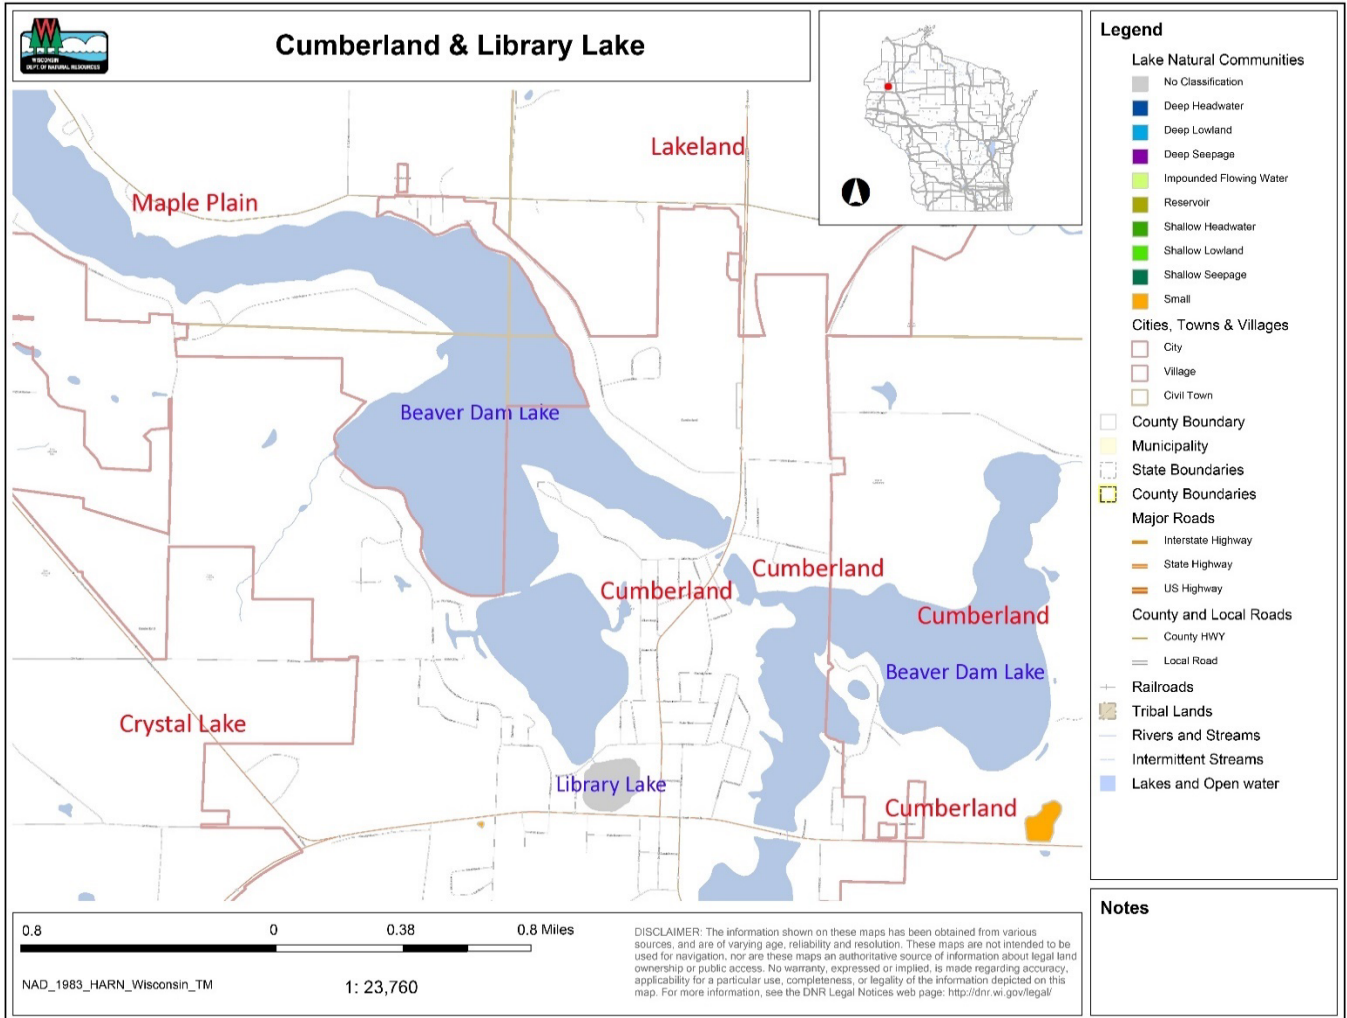 WISCONSIN
DEPT. OF NATURAL RESOURCES
Cumberland & Library Lake
Lakeland
Maple Plain
Beaver Dam Lake
Cumberland
Cumberland
Cumberland
Beaver Dam Lake
Crystal Lake
Library Lake
Cumberland
Legend
Lake Natural Communities
No Classification
Deep Headwater
Deep Lowland
Deep Seepage
Impounded Flowing Water
Reservoir
Shallow Headwater
Shallow Lowland
Shallow Seepage
Small
Cities, Towns & Villages
City
Village
Civil Town
County Boundary
Municipality
State Boundaries
County Boundaries
Major Roads
Interstate Highway
State Highway
US Highway
County and Local Roads
County HWY
Local Road
Railroads
Tribal Lands
Rivers and Streams
Intermittent Streams
Lakes and Open water
Notes
0.8 0 0.38 0.8 Miles
NAD_1983_HARN_Wisconsin_TM
1: 23,760
DISCLAIMER: The information shown on these maps has been obtained from various
sources, and are of varying age, reliability and resolution. These maps are not intended to be
used for navigation, nor are these maps an authoritative source of information about legal land
ownership or public access. No warranty, expressed or implied, is made regarding accuracy,
applicability for a particular use, completeness, or legality of the information depicted on this
map. For more information, see the DNR Legal Notices web page: http://dnr.wi.gov/legal/